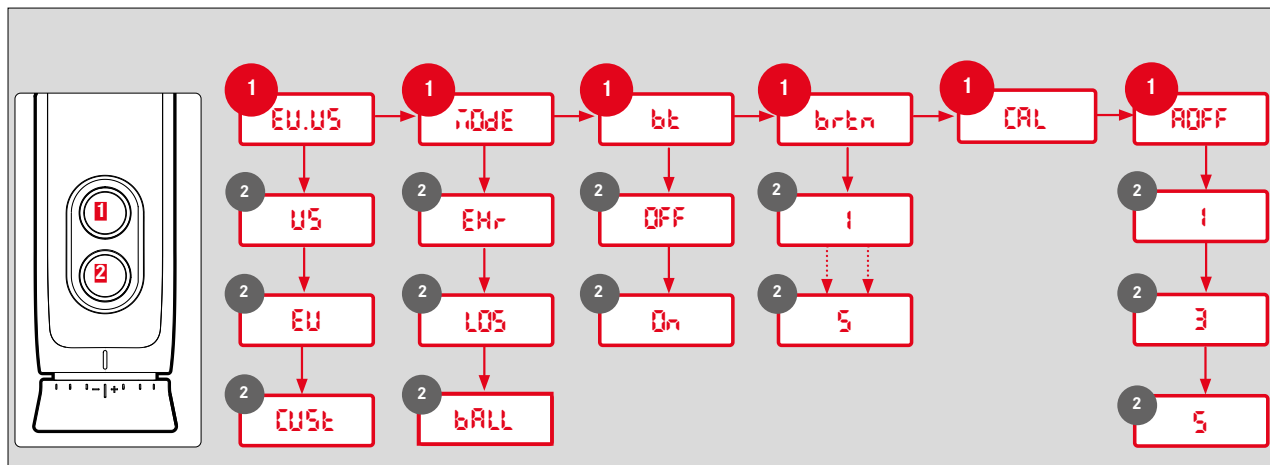 1 EU.US
2 US
2 EU
2 CUSt
1 MOdE
2 EHr
2 LOS
2 bALL
1 bt
2 OFF
2 On
1 brtn
2 1
2 5
1 CAL
1 AOFF
2 1
2 3
2 5
1
2
- | +